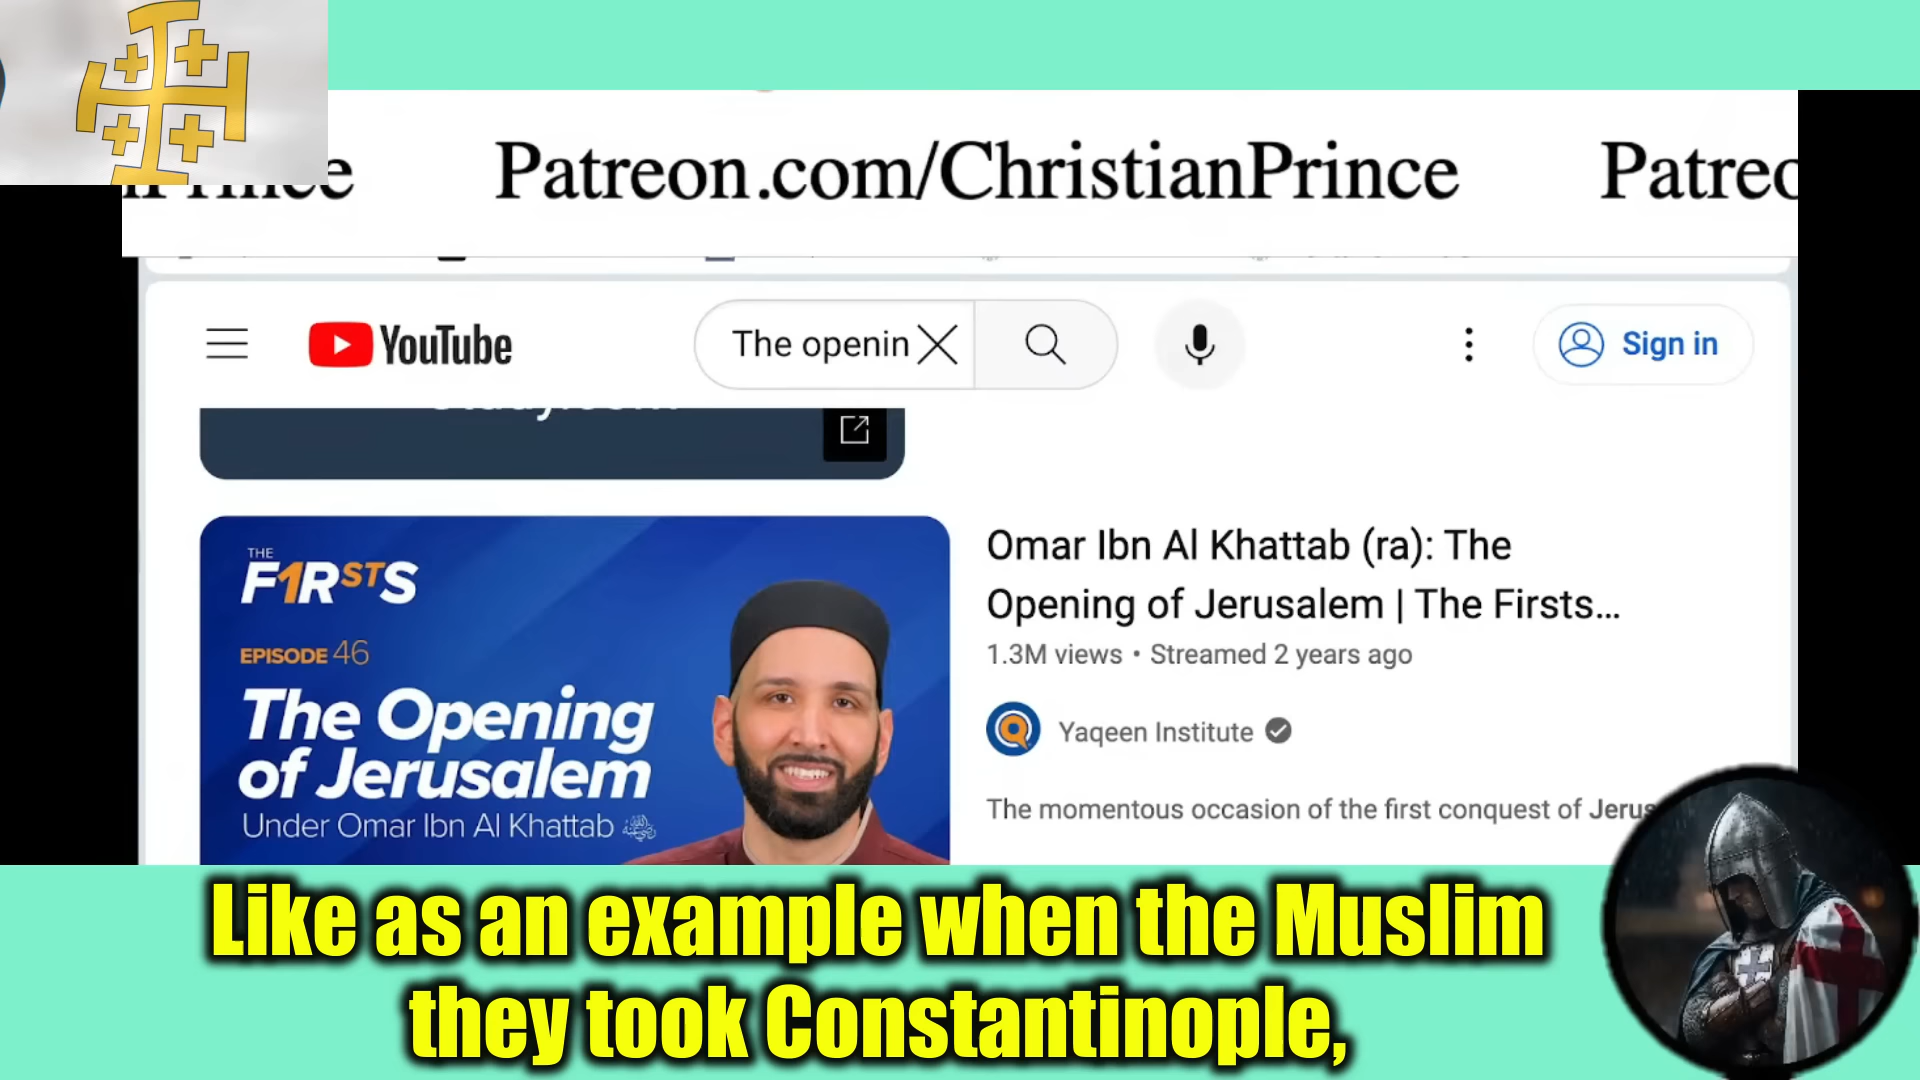 Patreon.com/ChristianPrince
YouTube
The openin
Sign in
THE
F1RSTS
EPISODE 46
The Opening
of Jerusalem
Under Omar Ibn Al Khattab
Omar Ibn Al Khattab (ra): The
Opening of Jerusalem | The Firsts...
1.3M views • Streamed 2 years ago
Yaqeen Institute
The momentous occasion of the first conquest of Jerus
Like as an example when the Muslim
they took Constantinople,